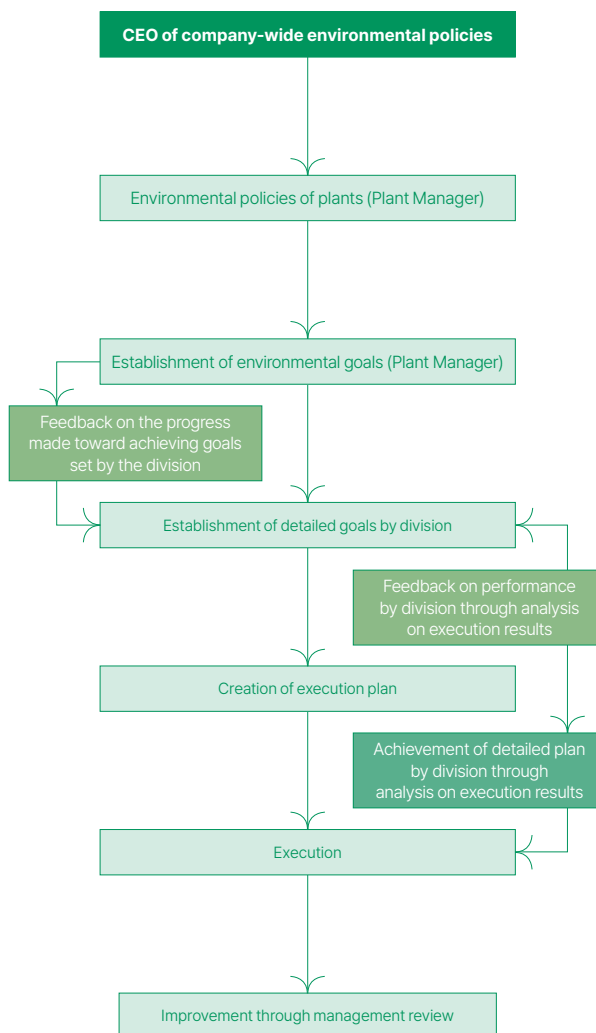 CEO of company-wide environmental policies
Environmental policies of plants (Plant Manager)
Establishment of environmental goals (Plant Manager)
Feedback on the progress
made toward achieving goals
set by the division
Establishment of detailed goals by division
Feedback on performance
by division through analysis
on execution results
Creation of execution plan
Achievement of detailed plan
by division through
analysis on execution results
Execution
Improvement through management review